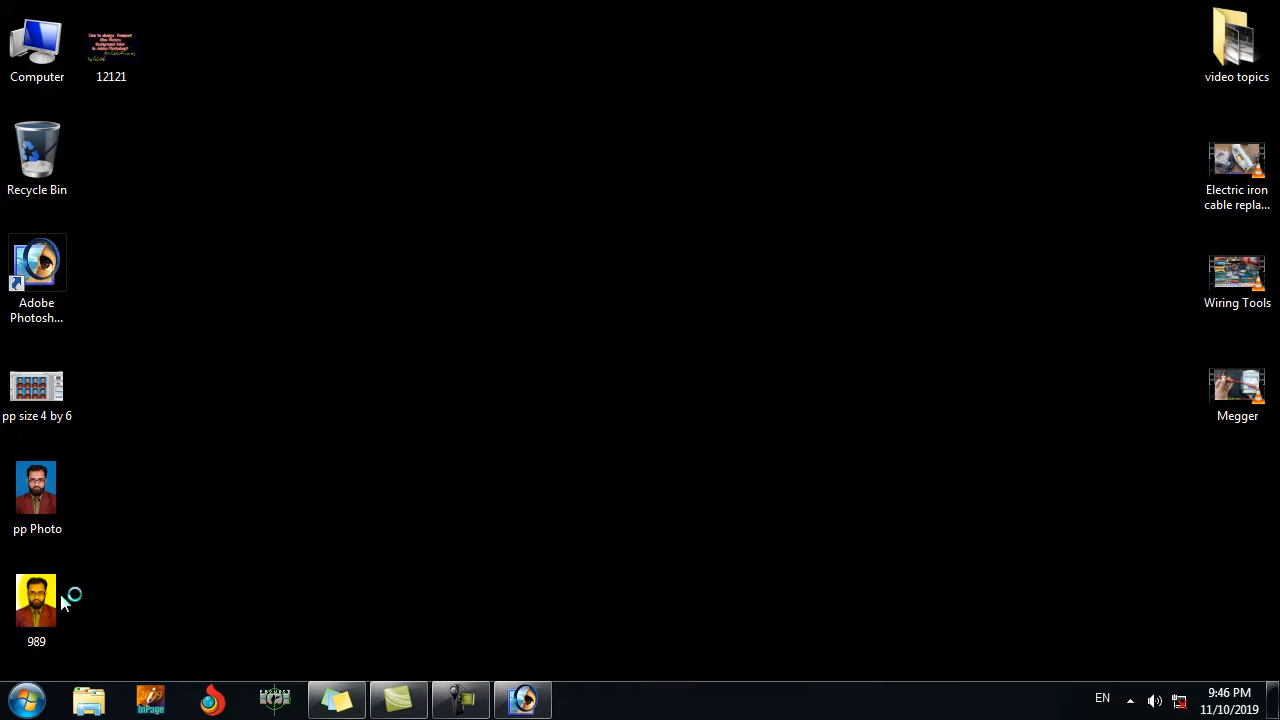 Computer
12121
Recycle Bin
Adobe
Photosh...
pp size 4 by 6
pp Photo
989
video topics
Electric iron
cable repla...
Wiring Tools
Megger
InPage
EN
9:46 PM
11/10/2019